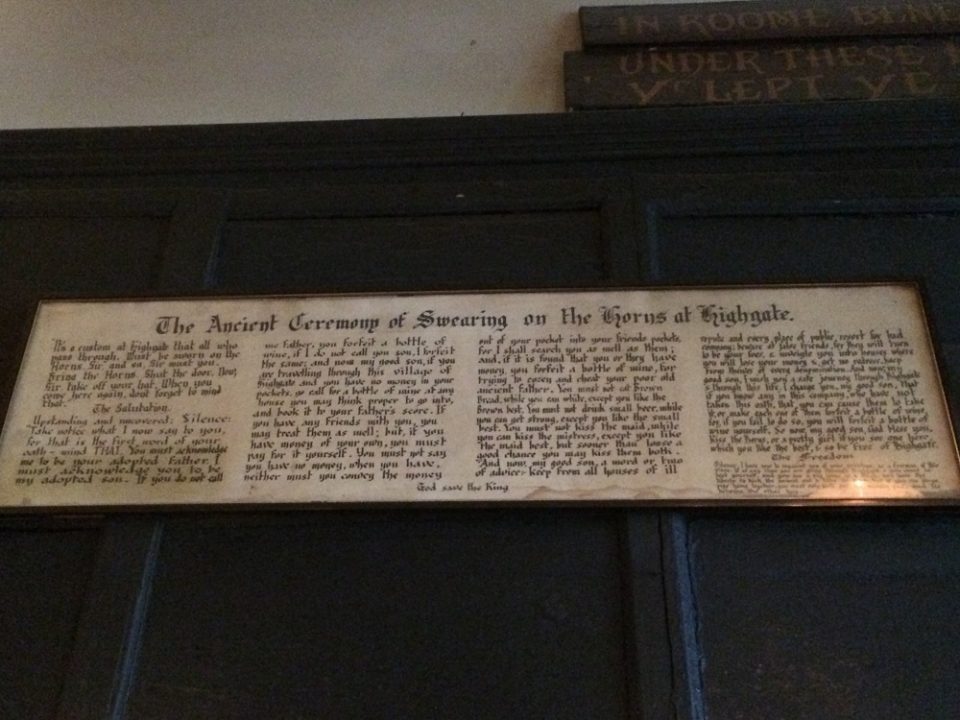 IN ROOME
UNDER THESE
Yᵉ LEPT YE
The Ancient Ceremony of Swearing on the Horns at Highgate.
'Tis a custom at Highgate that all who
pass through, Must be sworn on the
Horns Sir, and so, Sir must you.
Bring the Horns. Shut the door. Now,
Sir take off your hat. When you
come here again, dont forget to mind
that.
The Salutation.
Upstanding and uncovered: Silence:
Take notice what I now say to you,
for that is the first word of your
oath - mind THAT. You must acknowledge
me to be your adopted Father, I
must acknowledge you to be
my adopted son. If you do not call
me father, you forfeit a bottle of
wine, if I do not call you son, I forfeit
the same; and now my good son, if you
are travelling through this village of
Highgate and you have no money in your
pockets, go call for a bottle of wine at any
house you may think proper to go into,
and book it to your father's score. If
you have any friends with you, you
may treat them as well; but, if you
have money of your own, you must
pay for it yourself. You must not say
you have no money, when you have,
neither must you convey the money
out of your pocket into your friends pockets,
for I shall search you as well as them
and, if it is found that you or they have
money you forfeit a bottle of wine, for
trying to cozen and cheat your poor old
ancient father. You must not eat brown
Bread, while you can white, except you like the
brown best. You must not drink small beer, while
you can get strong, except you like the small
best. You must not kiss the maid, while
you can kiss the mistress, except you like
the maid best, but sooner than loose a
good chance you may kiss them both.
And now, my good son, a word or two
of advice:- Keep from all houses of ill
God save the King
repute and every place of public resort for bad
company; beware of false friends, for they will turn
to be your foes, & inveigle you into houses where
you will lose your money & get no redress; keep
from thieves of every denomination. And now, my
good son, I wish you a safe journey through Highgate
& through this life. I charge you, my good son, that
if you know any in this company, who have not
taken this oath, that you can cause them to take
it, or make each one of them forfeit a bottle of wine
for, if you fail to do so, you will forfeit a bottle of
wine yourself. So now, my good son, God bless you,
Kiss the horns, or a pretty girl if you see one here,
which you like the best, & so be free of Highgate.
The Freedom